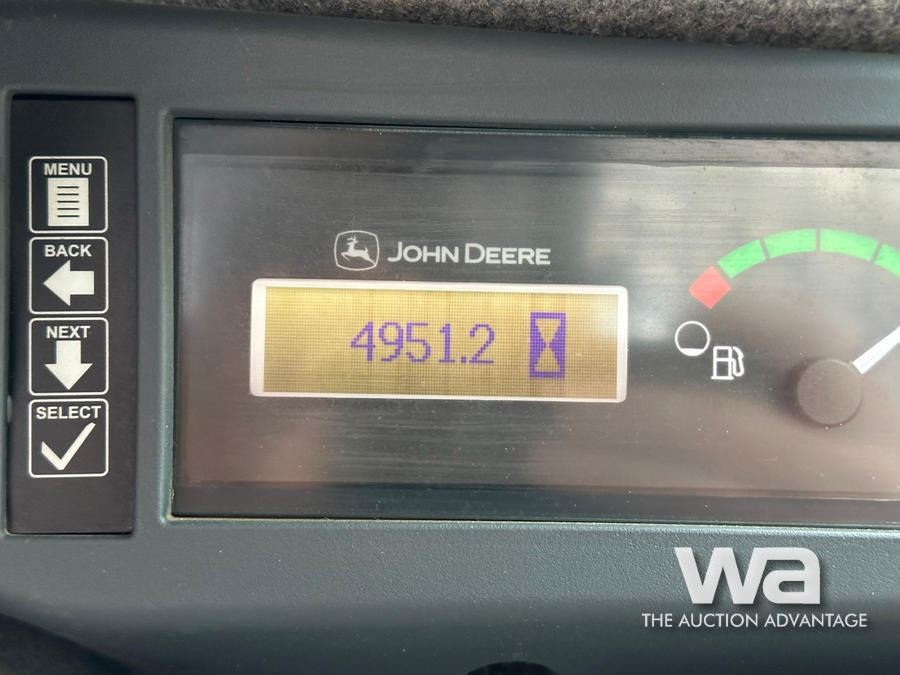 MENU
BACK
NEXT
SELECT
JOHN DEERE
4951.2
wa
THE AUCTION ADVANTAGE